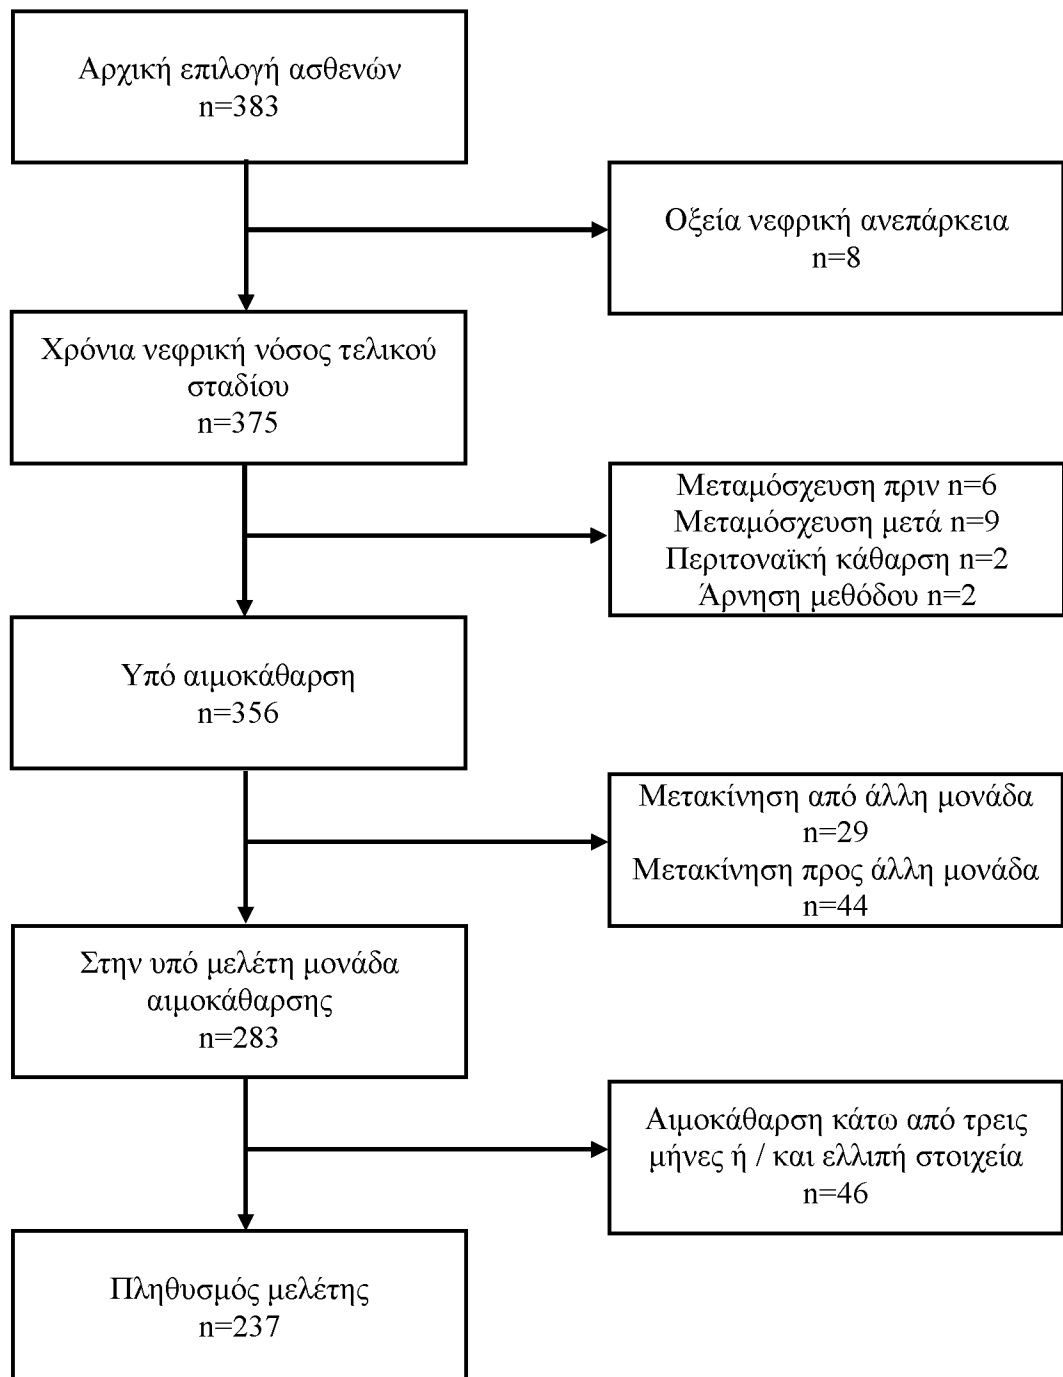 Αρχική επιλογή ασθενών
n=383
Οξεία νεφρική ανεπάρκεια
n=8
Χρόνια νεφρική νόσος τελικού
σταδίου
n=375
Μεταμόσχευση πριν n=6
Μεταμόσχευση μετά n=9
Περιτοναϊκή κάθαρση n=2
Άρνηση μεθόδου n=2
Υπό αιμοκάθαρση
n=356
Μετακίνηση από άλλη μονάδα
n=29
Μετακίνηση προς άλλη μονάδα
n=44
Στην υπό μελέτη μονάδα
αιμοκάθαρσης
n=283
Αιμοκάθαρση κάτω από τρεις
μήνες ή / και ελλιπή στοιχεία
n=46
Πληθυσμός μελέτης
n=237